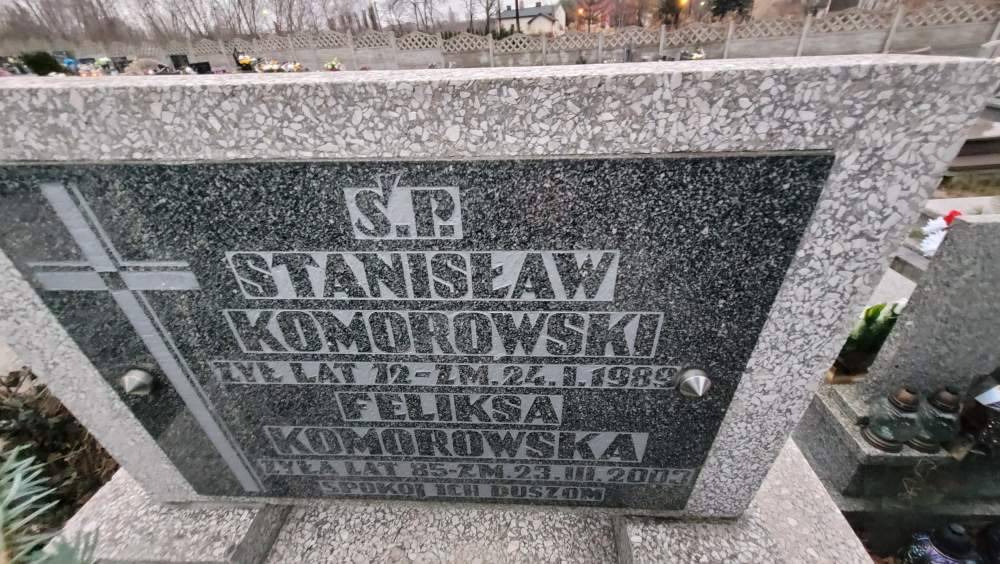 Ś.P.
STANISŁAW
KOMOROWSKI
ŻYŁ LAT 72-ZM.24.I.1989
FELIKSA
KOMOROWSKA
ŻYŁA LAT 85-ZM.23.III.2003
SPOKÓJ ICH DUSZOM